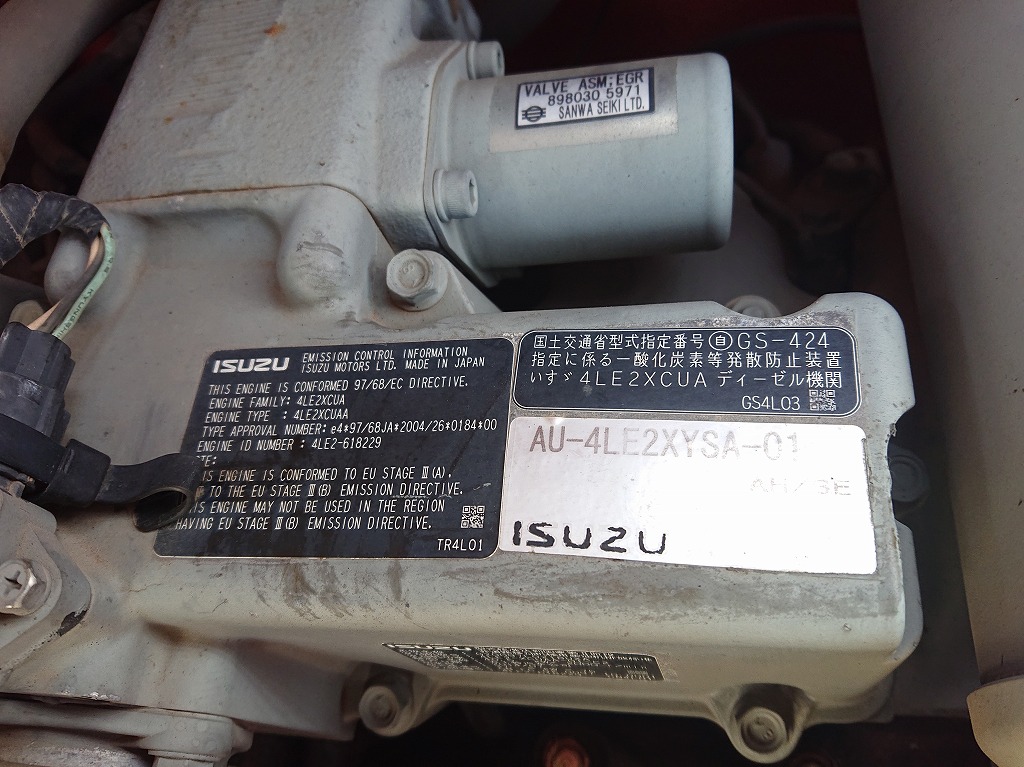 VALVE ASM;EGR
898030 5971
SANWA SEIKI LTD.
ISUZU EMISSION CONTROL INFORMATION
ISUZU MOTORS LTD. MADE IN JAPAN
THIS ENGINE IS CONFORMED 97/68/EC DIRECTIVE.
ENGINE FAMILY: 4LE2XCUA
ENGINE TYPE : 4LE2XCUAA
TYPE APPROVAL NUMBER: e4*97/68JA*2004/26*0184*00
ENGINE ID NUMBER : 4LE2-618229
TE:
IS ENGINE IS CONFORMED TO EU STAGE Ⅲ(A).
TO THE EU STAGE Ⅲ(B) EMISSION DIRECTIVE.
IS ENGINE MAY NOT BE USED IN THE REGION
HAVING EU STAGE Ⅲ(B) EMISSION DIRECTIVE.
TR4L01
国土交通省型式指定番号 自 GS-424
指定に係る一酸化炭素等発散防止装置
いすゞ 4LE2XCUA ディーゼル機関
GS4L03
AU-4LE2XYSA-01
ISUZU
ISUZU